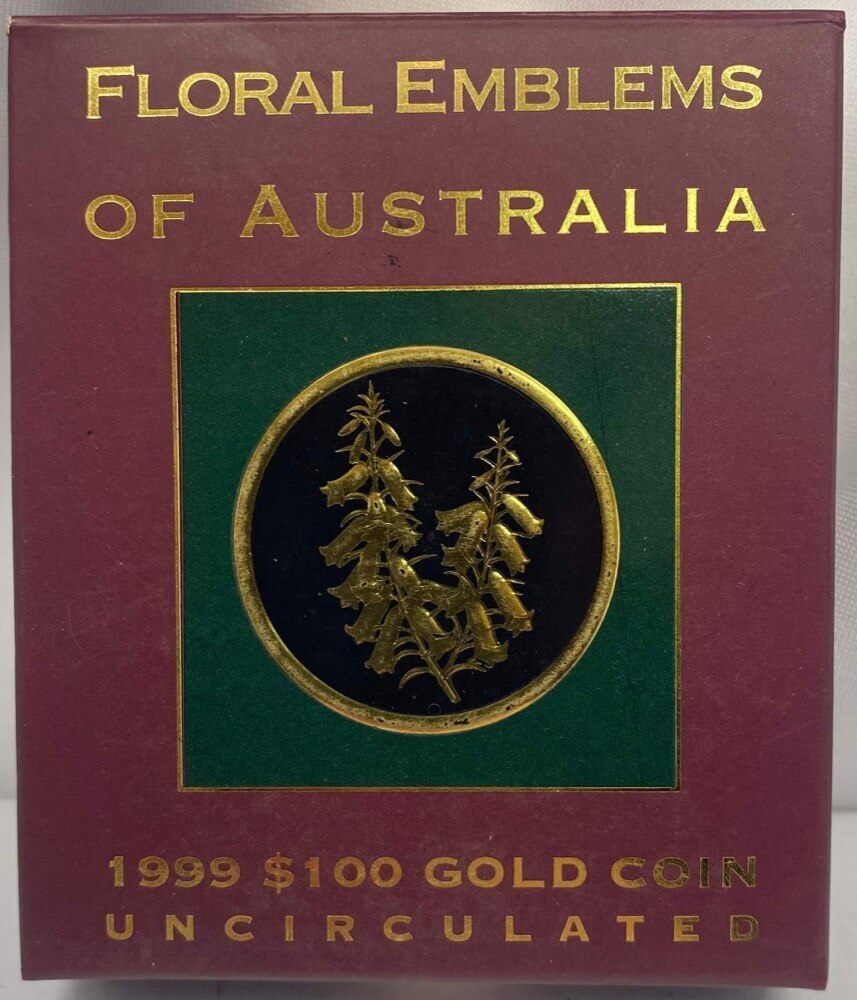 FLORAL EMBLEMS
OF AUSTRALIA
1999 $100 GOLD COIN
UNCIRCULATED